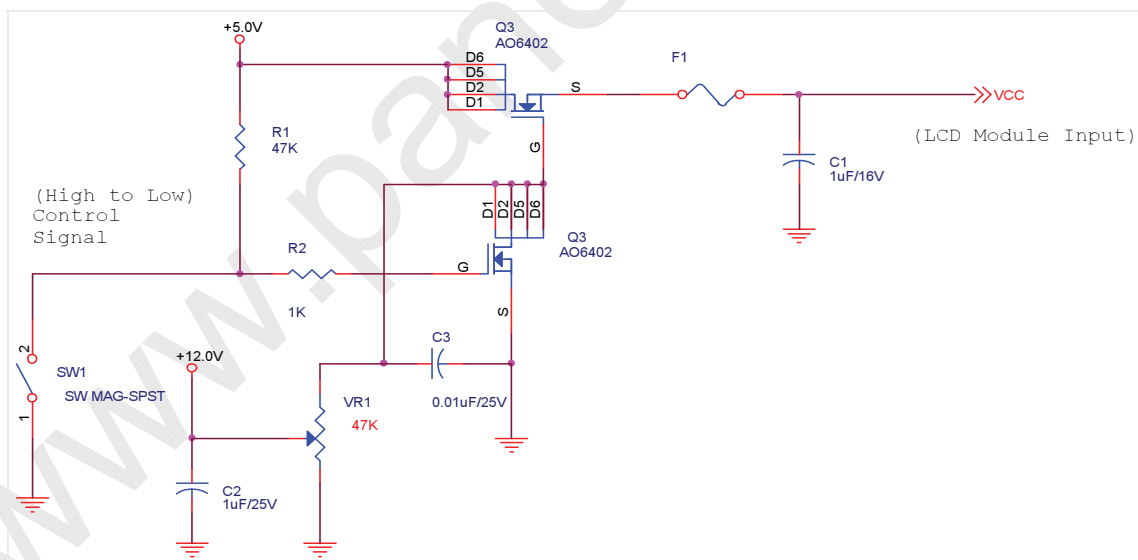 +5.0V
Q3
AO6402
D6
D5
D2
D1
S
G
F1
VCC
(LCD Module Input)
R1
47K
C1
1uF/16V
(High to Low)
Control
Signal
D1
D2
D5
D6
Q3
AO6402
R2
G
1K
S
C3
0.01uF/25V
+12.0V
2
SW1
SW MAG-SPST
1
VR1
47K
C2
1uF/25V
www.pan